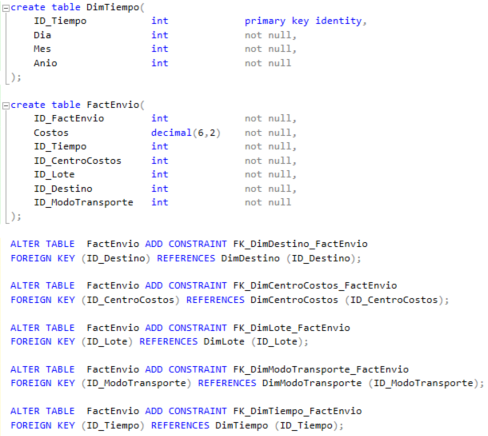 create table DimTiempo(
ID_Tiempo int primary key identity,
Dia int not null,
Mes int not null,
Anio int not null
);
create table FactEnvio(
ID_FactEnvio int not null,
Costos decimal(6,2) not null,
ID_Tiempo int not null,
ID_CentroCostos int not null,
ID_Lote int not null,
ID_Destino int not null,
ID_ModoTransporte int not null
);
ALTER TABLE FactEnvio ADD CONSTRAINT FK_DimDestino_FactEnvio
FOREIGN KEY (ID_Destino) REFERENCES DimDestino (ID_Destino);
ALTER TABLE FactEnvio ADD CONSTRAINT FK_DimCentroCostos_FactEnvio
FOREIGN KEY (ID_CentroCostos) REFERENCES DimCentroCostos (ID_CentroCostos);
ALTER TABLE FactEnvio ADD CONSTRAINT FK_DimLote_FactEnvio
FOREIGN KEY (ID_Lote) REFERENCES DimLote (ID_Lote);
ALTER TABLE FactEnvio ADD CONSTRAINT FK_DimModoTransporte_FactEnvio
FOREIGN KEY (ID_ModoTransporte) REFERENCES DimModoTransporte (ID_ModoTransporte);
ALTER TABLE FactEnvio ADD CONSTRAINT FK_DimTiempo_FactEnvio
FOREIGN KEY (ID_Tiempo) REFERENCES DimTiempo (ID_Tiempo);